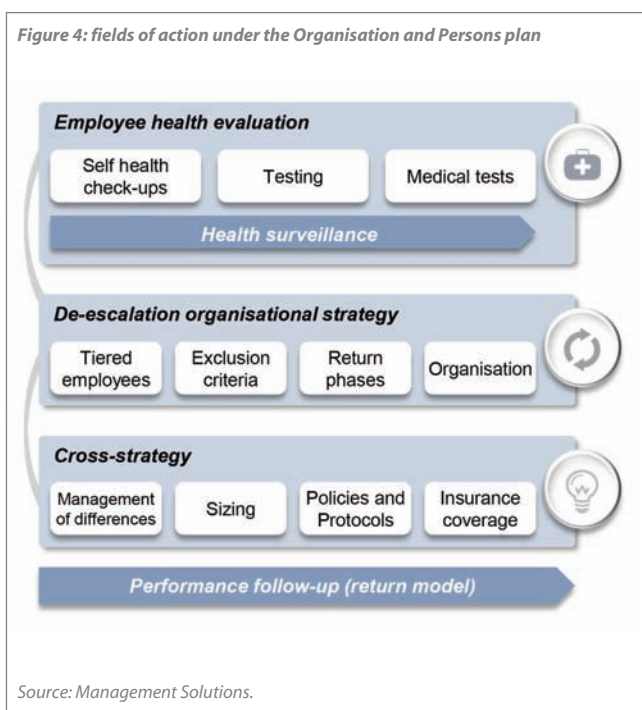 Figure 4: fields of action under the Organisation and Persons plan
Employee health evaluation
Self health
check-ups
Testing
Medical tests
Health surveillance
De-escalation organisational strategy
Tiered
employees
Exclusion
criteria
Return
phases
Organisation
Cross-strategy
Management
of differences
Sizing
Policies and
Protocols
Insurance
coverage
Performance follow-up (return model)
Source: Management Solutions.